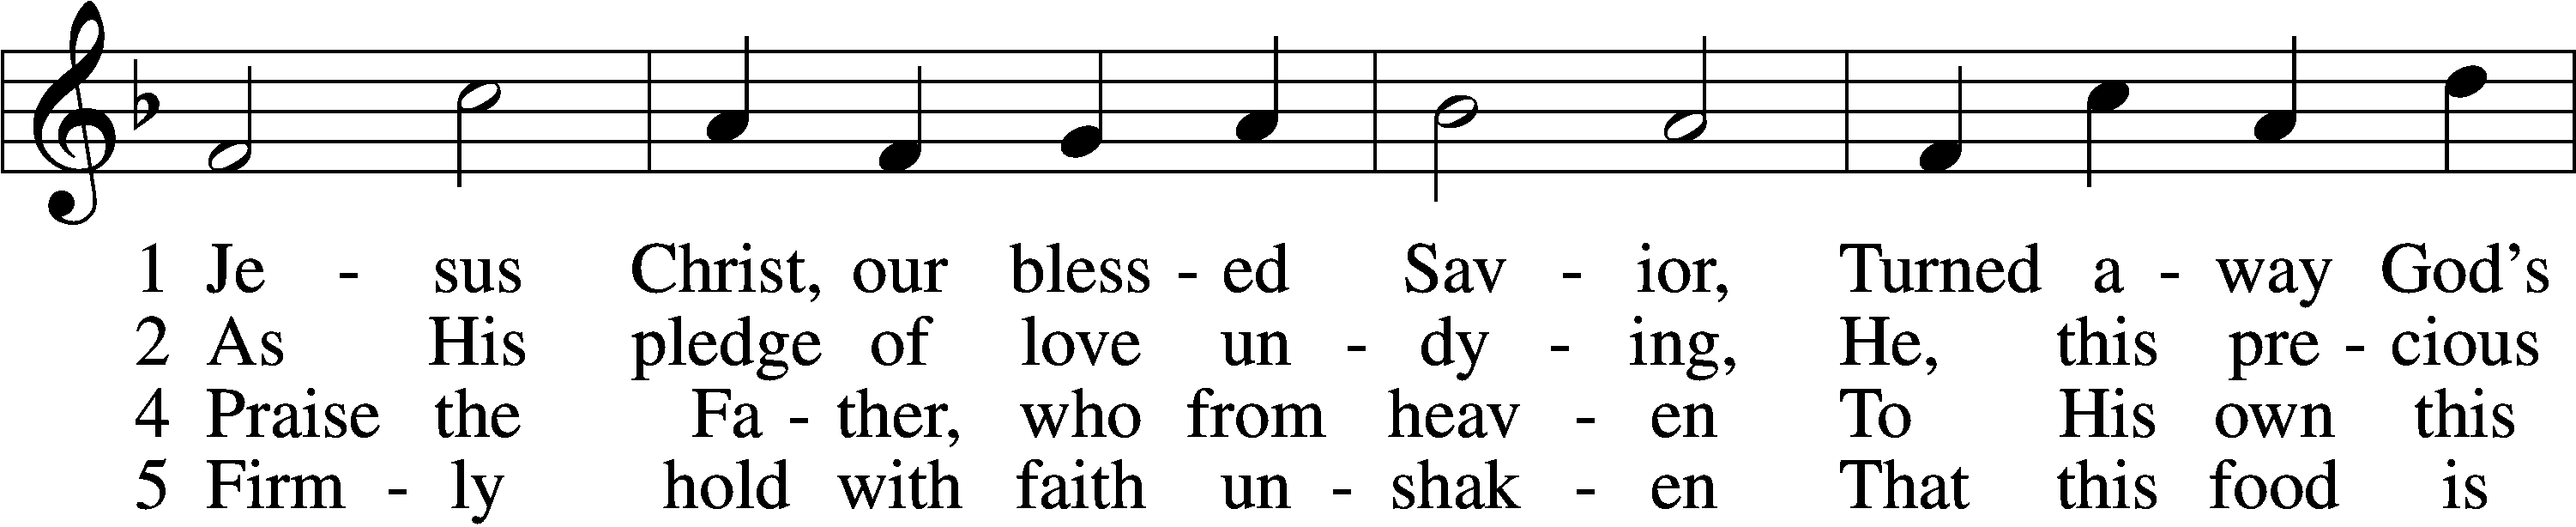 1 Je - sus Christ, our bless - ed Sav - ior, Turned a - way God's
2 As His pledge of love un - dy - ing, He, this pre - cious
4 Praise the Fa - ther, who from heav - en To His own this
5 Firm - ly hold with faith un - shak - en That this food is